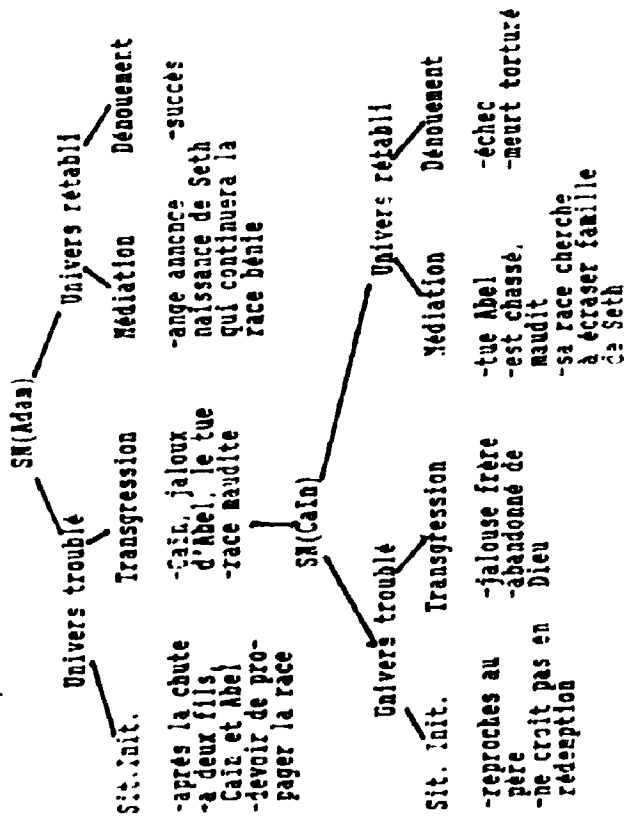 SN(Adam)
Univers troublé
Univers rétabli
Sit.Init.
Transgression
Médiation
Dénouement
-après la chute
-a deux fils,
Caïn et Abel
-devoir de pro-
pager la race
-Caïn, jaloux
d'Abel, le tue
-race maudite
-ange annonce
naissance de Seth
qui continuera la
race bénie
-succès
SN(Caïn)
Univers troublé
Univers rétabli
Sit. Init.
Transgression
Médiation
Dénouement
-reproches au
père
-ne croit pas en
rédemption
-jalouse frère
-abandonné de
Dieu
-tue Abel
-est chassé,
maudit
-sa race cherche
à écraser famille
de Seth
-échec
-meurt torturé